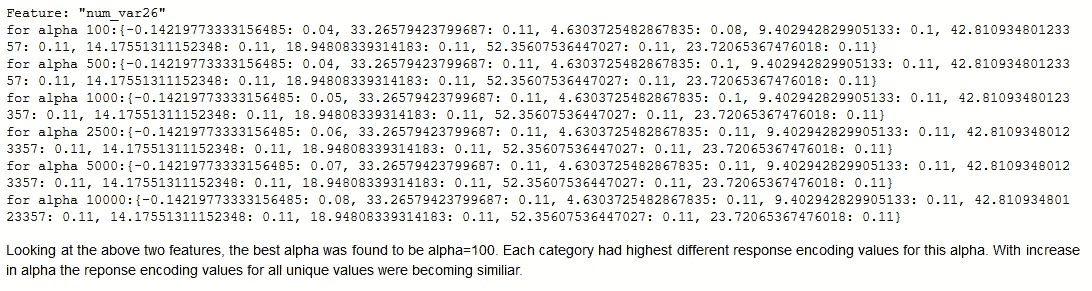 Feature: "num_var26"
for alpha 100:{-0.14219773333156485: 0.04, 33.26579423799687: 0.11, 4.6303725482867835: 0.08, 9.402942829905133: 0.1, 42.810934801233
57: 0.11, 14.17551311152348: 0.11, 18.94808339314183: 0.11, 52.35607536447027: 0.11, 23.72065367476018: 0.11}
for alpha 500:{-0.14219773333156485: 0.04, 33.26579423799687: 0.11, 4.6303725482867835: 0.1, 9.402942829905133: 0.11, 42.810934801233
57: 0.11, 14.17551311152348: 0.11, 18.94808339314183: 0.11, 52.35607536447027: 0.11, 23.72065367476018: 0.11}
for alpha 1000:{-0.14219773333156485: 0.05, 33.26579423799687: 0.11, 4.6303725482867835: 0.1, 9.402942829905133: 0.11, 42.81093480123
357: 0.11, 14.17551311152348: 0.11, 18.94808339314183: 0.11, 52.35607536447027: 0.11, 23.72065367476018: 0.11}
for alpha 2500:{-0.14219773333156485: 0.06, 33.26579423799687: 0.11, 4.6303725482867835: 0.11, 9.402942829905133: 0.11, 42.8109348012
3357: 0.11, 14.17551311152348: 0.11, 18.94808339314183: 0.11, 52.35607536447027: 0.11, 23.72065367476018: 0.11}
for alpha 5000:{-0.14219773333156485: 0.07, 33.26579423799687: 0.11, 4.6303725482867835: 0.11, 9.402942829905133: 0.11, 42.8109348012
3357: 0.11, 14.17551311152348: 0.11, 18.94808339314183: 0.11, 52.35607536447027: 0.11, 23.72065367476018: 0.11}
for alpha 10000:{-0.14219773333156485: 0.08, 33.26579423799687: 0.11, 4.6303725482867835: 0.11, 9.402942829905133: 0.11, 42.810934801
23357: 0.11, 14.17551311152348: 0.11, 18.94808339314183: 0.11, 52.35607536447027: 0.11, 23.72065367476018: 0.11}
Looking at the above two features, the best alpha was found to be alpha=100. Each category had highest different response encoding values for this alpha. With increase
in alpha the reponse encoding values for all unique values were becoming similiar.